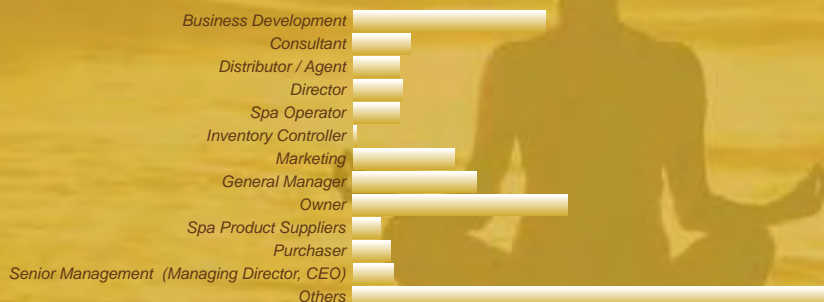 Business Development
Consultant
Distributor / Agent
Director
Spa Operator
Inventory Controller
Marketing
General Manager
Owner
Spa Product Suppliers
Purchaser
Senior Management  (Managing Director, CEO)
Others